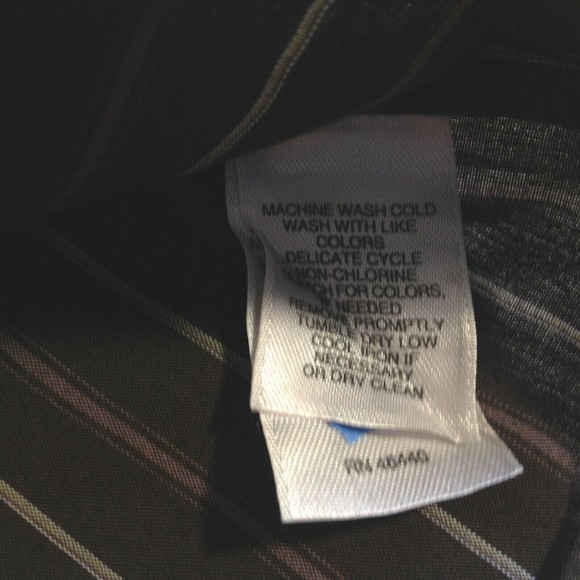 MACHINE WASH COLD
WASH WITH LIKE
COLORS
DELICATE CYCLE
NON-CHLORINE
FOR COLORS,
NEEDED
REMOVE PROMPTLY
TUMBLE DRY LOW
COOL IRON IF
NECESSARY
OR DRY CLEAN
RN 46440